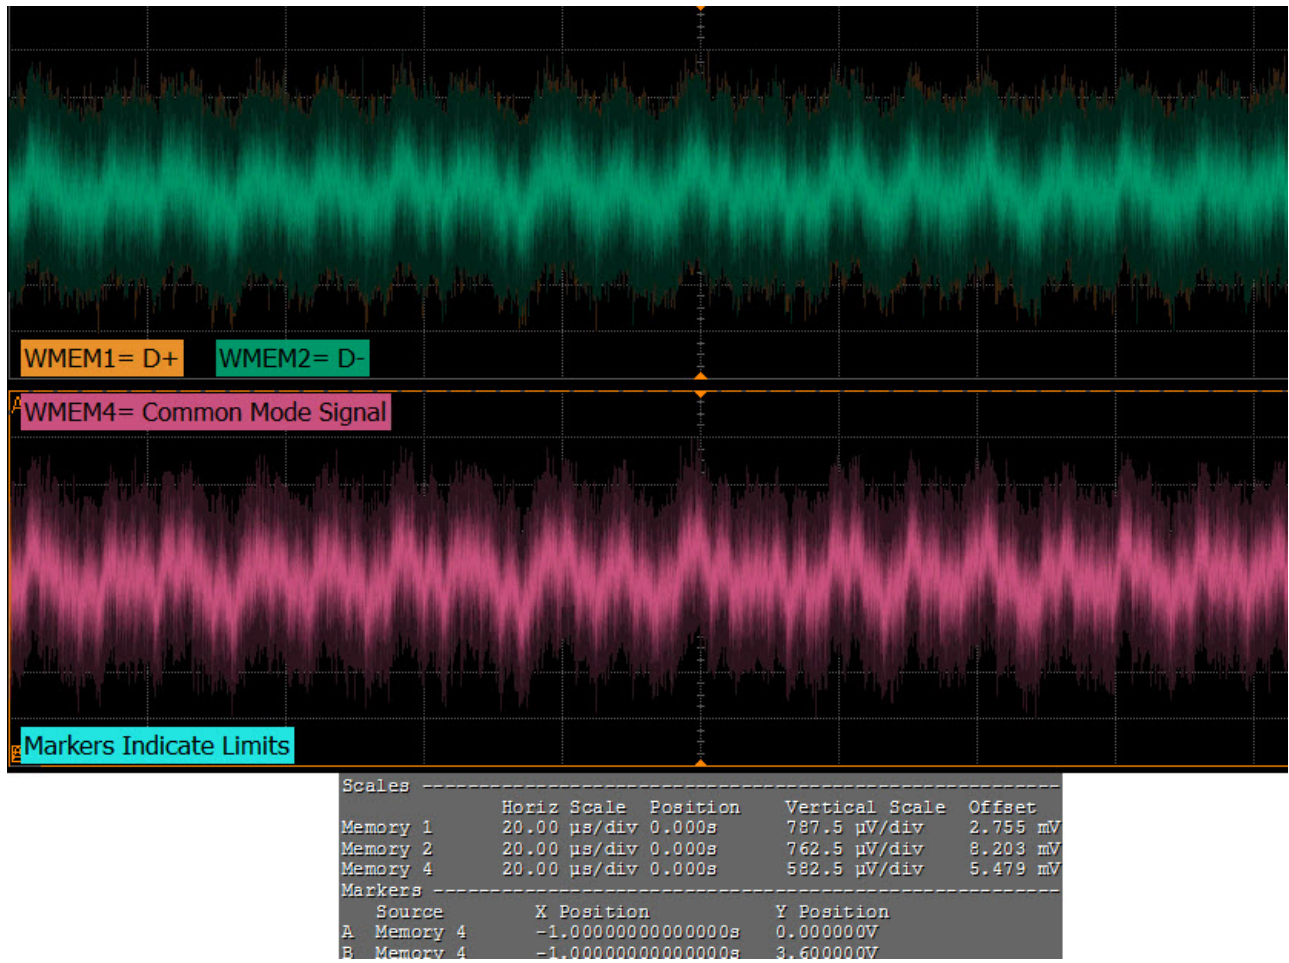 WMEM1= D+ WMEM2= D-
WMEM4= Common Mode Signal
Markers Indicate Limits
Scales
Horiz Scale Position Vertical Scale Offset
Memory 1 20.00 µs/div 0.000s 787.5 µV/div 2.755 mV
Memory 2 20.00 µs/div 0.000s 762.5 µV/div 8.203 mV
Memory 4 20.00 µs/div 0.000s 582.5 µV/div 5.479 mV
Markers
Source X Position Y Position
A Memory 4 -1.00000000000000s 0.000000V
B Memory 4 -1.00000000000000s 3.600000V